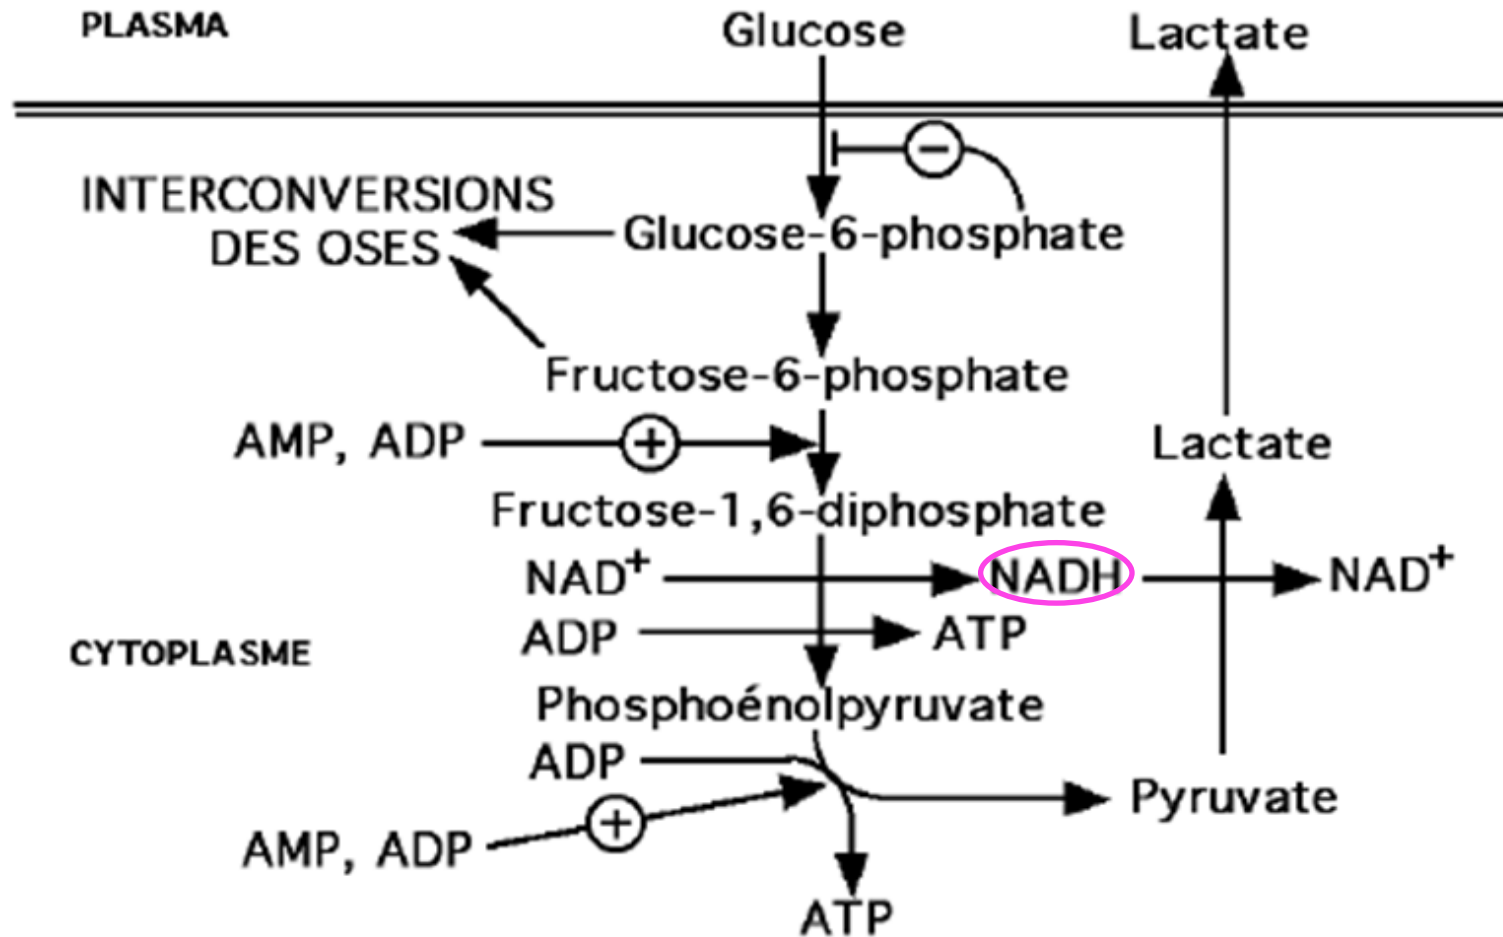 PLASMA
Glucose
Lactate
−
INTERCONVERSIONS
DES OSES
Glucose-6-phosphate
Fructose-6-phosphate
AMP, ADP
+
Lactate
Fructose-1,6-diphosphate
NAD+
NADH
NAD+
ADP
ATP
CYTOPLASME
Phosphoénolpyruvate
ADP
Pyruvate
+
AMP, ADP
ATP